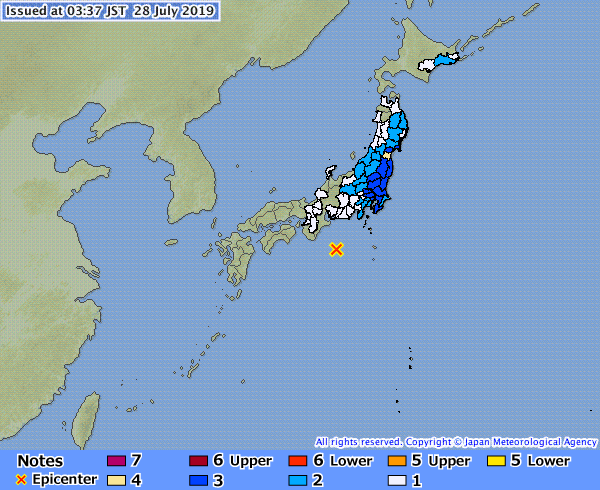 Issued at 03:37 JST 28 July 2019
All rights reserved. Copyright © Japan Meteorological Agency
Notes 7 6 Upper 6 Lower 5 Upper 5 Lower
Epicenter 4 3 2 1